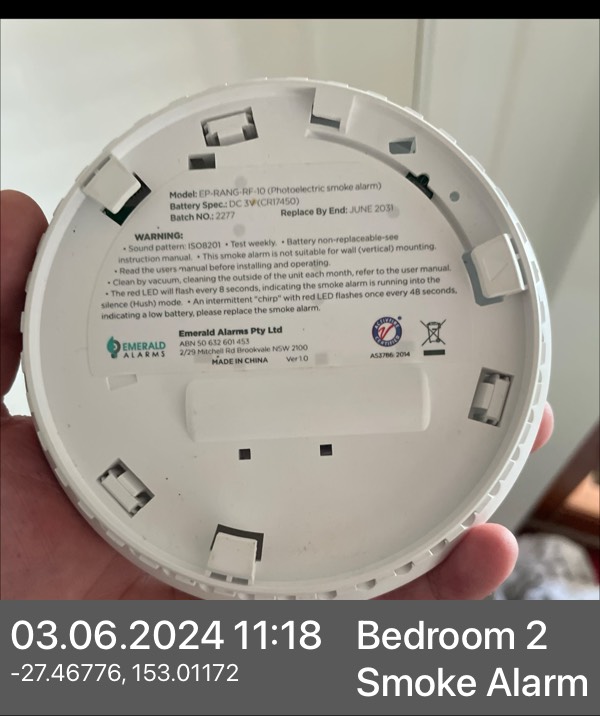 Model: EP-RANG-RF-10 (Photoelectric smoke alarm)
Battery Spec.: DC 3V (CR17450)
Batch NO.: 2277 Replace By End: JUNE 2031
WARNING:
• Sound pattern: ISO8201 • Test weekly. • Battery non-replaceable-see
instruction manual. • This smoke alarm is not suitable for wall (vertical) mounting.
• Read the users manual before installing and operating.
• Clean by vacuum, cleaning the outside of the unit each month, refer to the user manual.
• The red LED will flash every 8 seconds, indicating the smoke alarm is running into the
silence (Hush) mode. • An intermittent "chirp" with red LED flashes once every 48 seconds,
indicating a low battery, please replace the smoke alarm.
EMERALD
ALARMS
Emerald Alarms Pty Ltd
ABN 50 632 601 453
2/29 Mitchell Rd Brookvale NSW 2100
MADE IN CHINA Ver1.0
AS3786: 2014
03.06.2024 11:18
-27.46776, 153.01172
Bedroom 2
Smoke Alarm